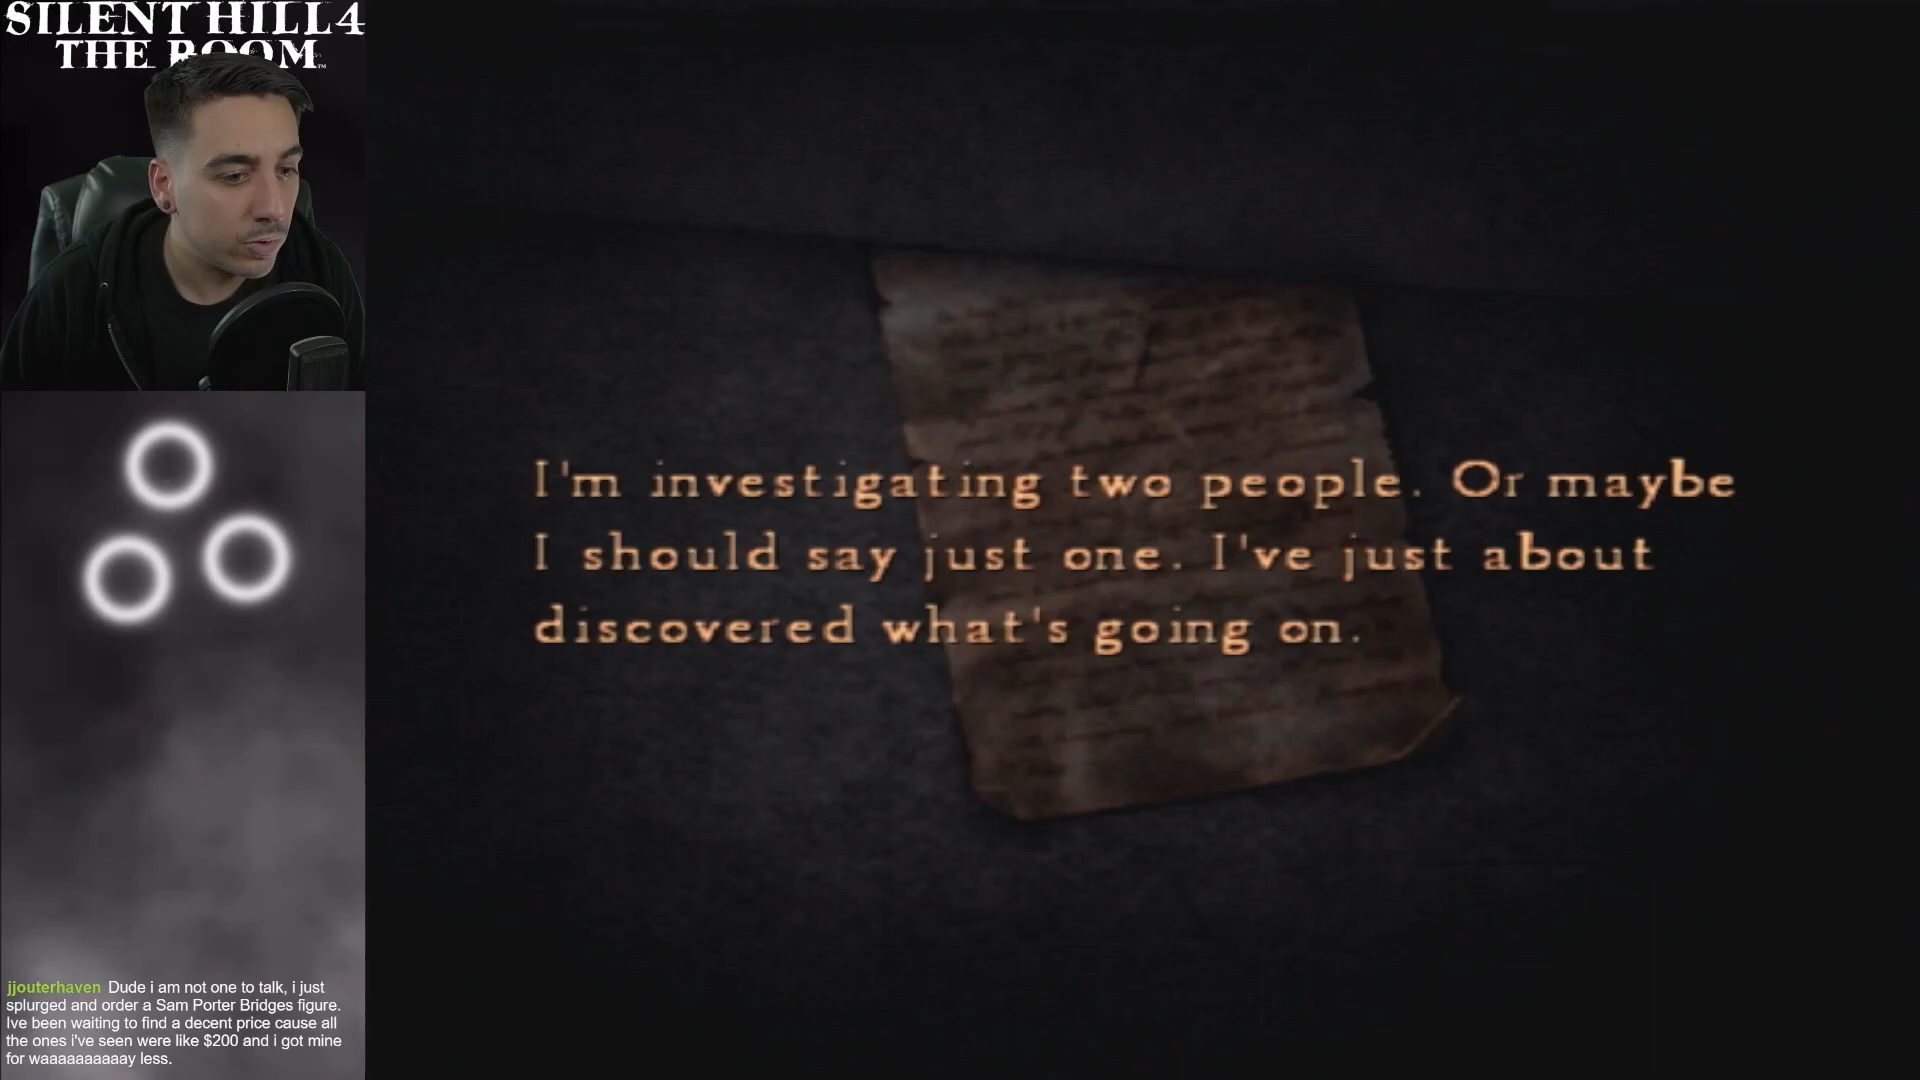 SILENT HILL 4
THE ROOM™
I'm investigating two people. Or maybe
I should say just one. I've just about
discovered what's going on.
jjouterhaven Dude i am not one to talk, i just
splurged and order a Sam Porter Bridges figure.
Ive been waiting to find a decent price cause all
the ones i've seen were like $200 and i got mine
for waaaaaaaaaay less.